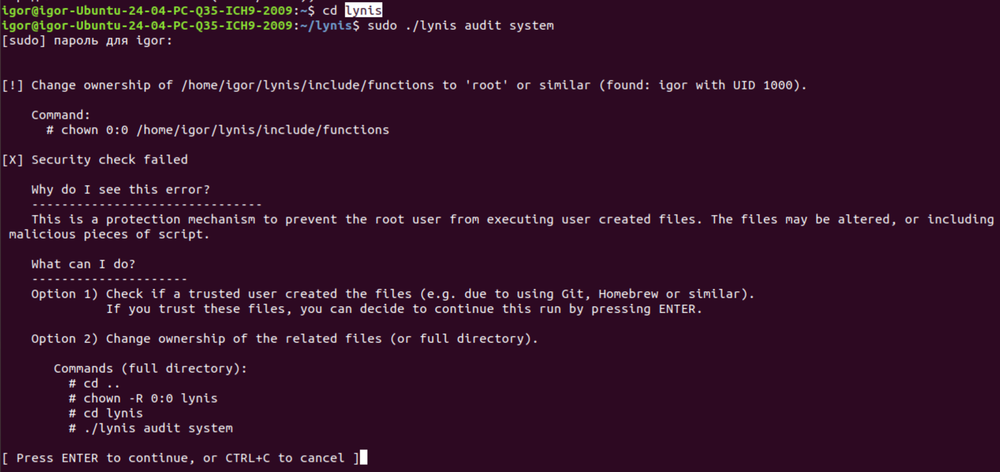 igor@igor-Ubuntu-24-04-PC-Q35-ICH9-2009:~$ cd lynis
igor@igor-Ubuntu-24-04-PC-Q35-ICH9-2009:~/lynis$ sudo ./lynis audit system
[sudo] пароль для igor:
[!] Change ownership of /home/igor/lynis/include/functions to 'root' or similar (found: igor with UID 1000).
Command:
# chown 0:0 /home/igor/lynis/include/functions
[X] Security check failed
Why do I see this error?
-------------------------------
This is a protection mechanism to prevent the root user from executing user created files. The files may be altered, or including
malicious pieces of script.
What can I do?
---------------------
Option 1) Check if a trusted user created the files (e.g. due to using Git, Homebrew or similar).
If you trust these files, you can decide to continue this run by pressing ENTER.
Option 2) Change ownership of the related files (or full directory).
Commands (full directory):
# cd ..
# chown -R 0:0 lynis
# cd lynis
# ./lynis audit system
[ Press ENTER to continue, or CTRL+C to cancel ]